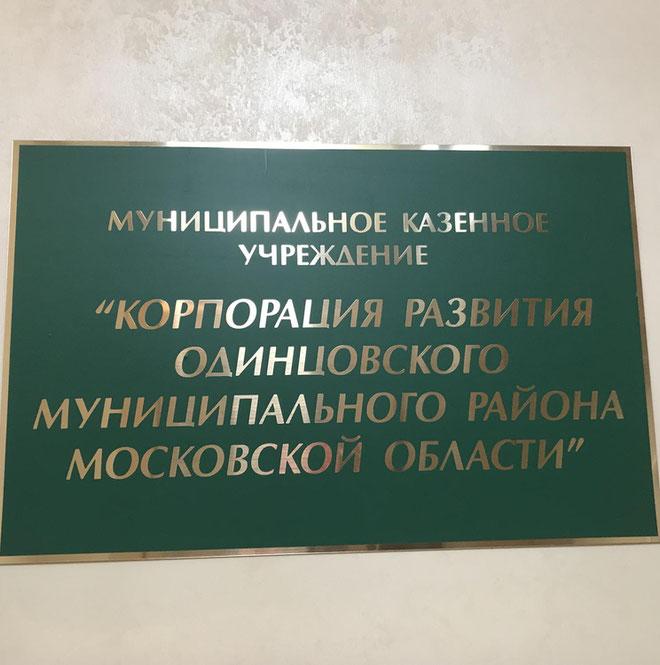 МУНИЦИПАЛЬНОЕ КАЗЕННОЕ
УЧРЕЖДЕНИЕ
“КОРПОРАЦИЯ РАЗВИТИЯ
ОДИНЦОВСКОГО
МУНИЦИПАЛЬНОГО РАЙОНА
МОСКОВСКОЙ ОБЛАСТИ”